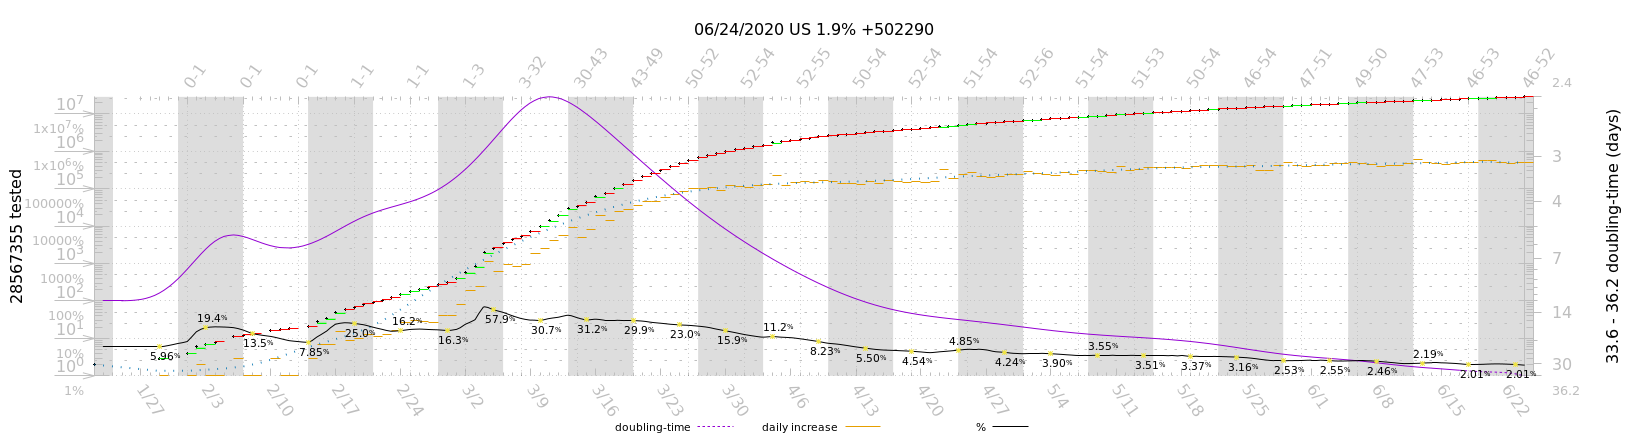 06/24/2020 US 1.9% +502290
0-1 0-1 0-1 1-1 1-1 1-3 3-32 30-43 43-49 50-52 52-54 52-55 50-54 52-54 51-54 52-56 51-54 51-53 50-54 46-54 47-51 49-50 47-53 46-53 46-52
28567355 tested
10⁷
1x10⁷%
10⁶
1x10⁶%
10⁵
100000%
10⁴
10000%
10³
1000%
10²
100%
10¹
10%
10⁰
1%
2.4
3
4
7
14
30
36.2
33.6 - 36.2 doubling-time (days)
5.96% 19.4% 13.5% 7.85% 25.0% 16.2% 16.3% 57.9% 30.7% 31.2% 29.9% 23.0% 15.9% 11.2% 8.23% 5.50% 4.54% 4.85% 4.24% 3.90% 3.55% 3.51% 3.37% 3.16% 2.53% 2.55% 2.46% 2.19% 2.01% 2.01%
1/27 2/3 2/10 2/17 2/24 3/2 3/9 3/16 3/23 3/30 4/6 4/13 4/20 4/27 5/4 5/11 5/18 5/25 6/1 6/8 6/15 6/22
doubling-time daily increase %